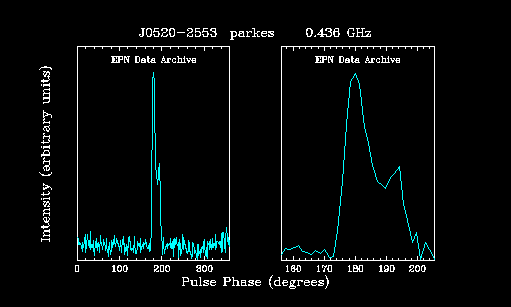 J0520-2553 parkes 0.436 GHz
EPN Data Archive
EPN Data Archive
Intensity (arbitrary units)
0 100 200 300
160 170 180 190 200
Pulse Phase (degrees)